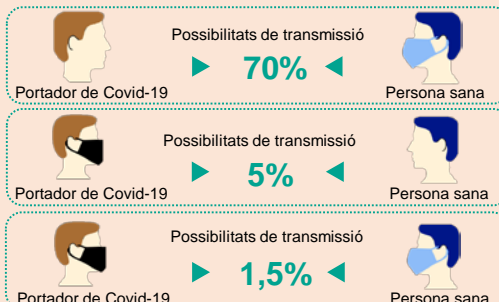 Possibilitats de transmissió
70%
Portador de Covid-19 Persona sana
Possibilitats de transmissió
5%
Portador de Covid-19 Persona sana
Possibilitats de transmissió
1,5%
Portador de Covid-19 Persona sana